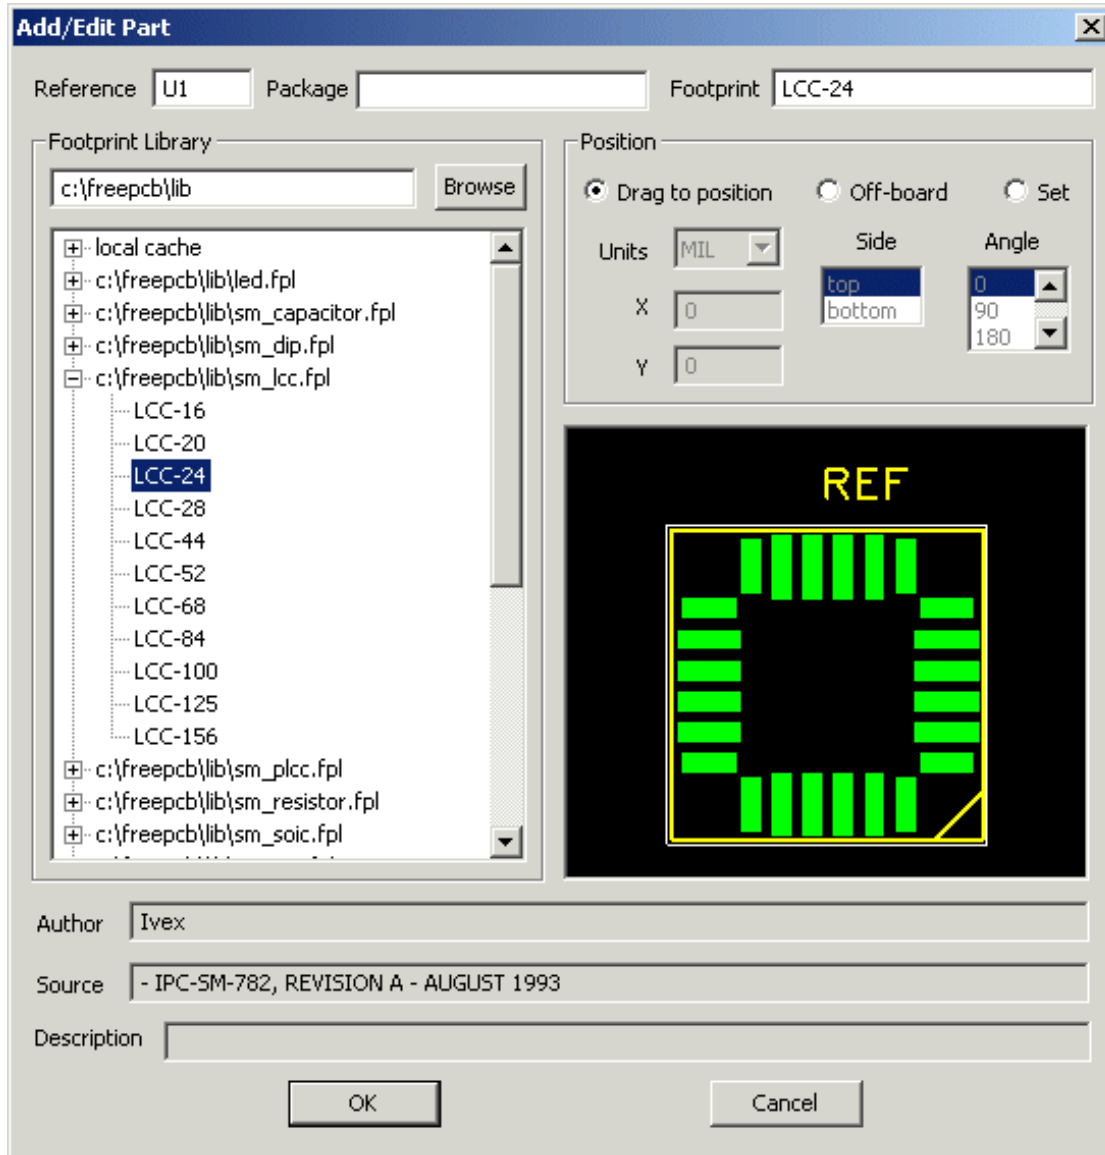 Add/Edit Part
Reference U1 Package Footprint LCC-24
Footprint Library
c:\freepcb\lib Browse
local cache
c:\freepcb\lib\led.fpl
c:\freepcb\lib\sm_capacitor.fpl
c:\freepcb\lib\sm_dip.fpl
c:\freepcb\lib\sm_lcc.fpl
LCC-16
LCC-20
LCC-24
LCC-28
LCC-44
LCC-52
LCC-68
LCC-84
LCC-100
LCC-125
LCC-156
c:\freepcb\lib\sm_plcc.fpl
c:\freepcb\lib\sm_resistor.fpl
c:\freepcb\lib\sm_soic.fpl
Position
Drag to position Off-board Set
Units MIL Side Angle
X 0 top 0
bottom 90
Y 0 180
REF
Author Ivex
Source - IPC-SM-782, REVISION A - AUGUST 1993
Description
OK Cancel